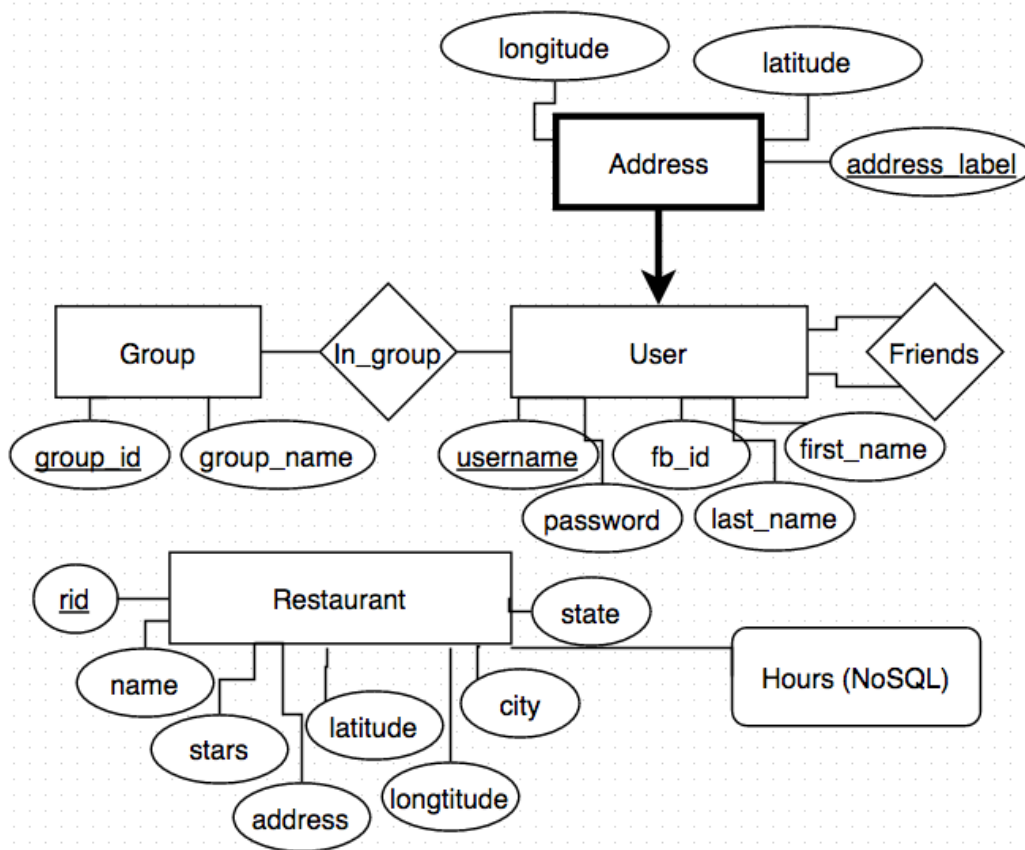 longitude
latitude
Address
address_label
Group
In_group
User
Friends
group_id
group_name
username
fb_id
first_name
password
last_name
rid
Restaurant
state
name
Hours (NoSQL)
city
latitude
stars
longtitude
address